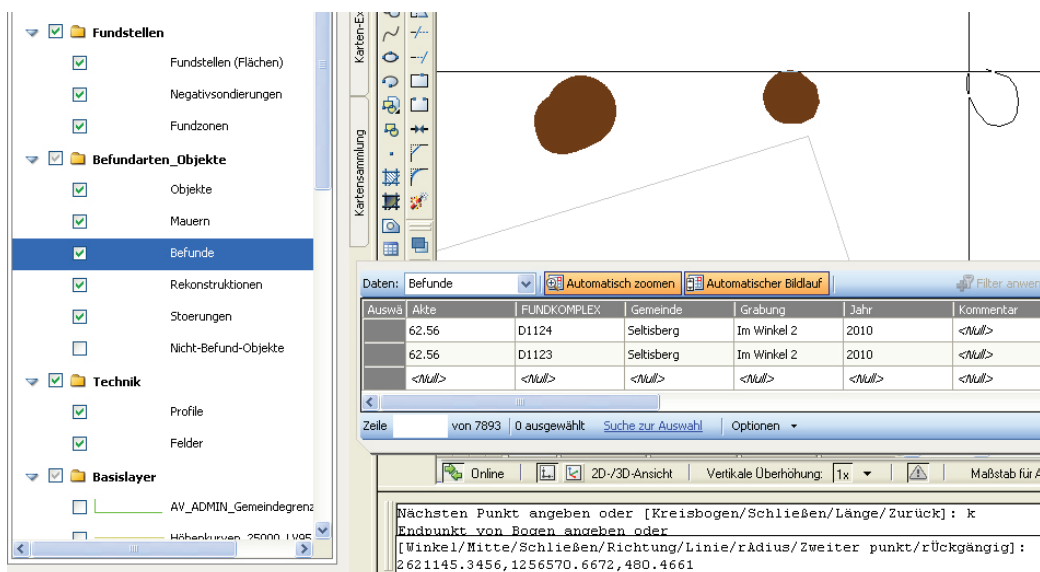 Fundstellen
Fundstellen (Flächen)
Negativsondierungen
Fundzonen
Befundarten_Objekte
Objekte
Mauern
Befunde
Rekonstruktionen
Stoerungen
Nicht-Befund-Objekte
Technik
Profile
Felder
Basislayer
AV_ADMIN_Gemeindegrenz
Höhenkurven_25000_LV95
Karten-Ex
Kartensammlung
Daten: Befunde Automatisch zoomen Automatischer Bildlauf Filter anwen
Auswä Akte FUNDKOMPLEX Gemeinde Grabung Jahr Kommentar
62.56 D1124 Seltisberg Im Winkel 2 2010 <Null>
62.56 D1123 Seltisberg Im Winkel 2 2010 <Null>
<Null> <Null> <Null> <Null> <Null> <Null>
Zeile von 7893 0 ausgewählt Suche zur Auswahl Optionen
Online 2D-/3D-Ansicht Vertikale Überhöhung: 1x Maßstab für A
Nächsten Punkt angeben oder [Kreisbogen/Schließen/Länge/Zurück]: k
Endpunkt von Bogen angeben oder
[Winkel/Mitte/Schließen/Richtung/Linie/rAdius/Zweiter punkt/rÜckgängig]:
2621145.3456,1256570.6672,480.4661